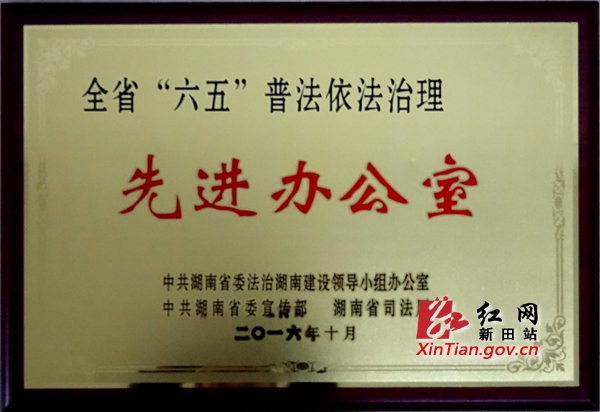 全省“六五”普法依法治理
先进办公室
中共湖南省委法治湖南建设领导小组办公室
中共湖南省委宣传部 湖南省司法
二〇一六年十月
红网
新田站
XinTian.gov.cn